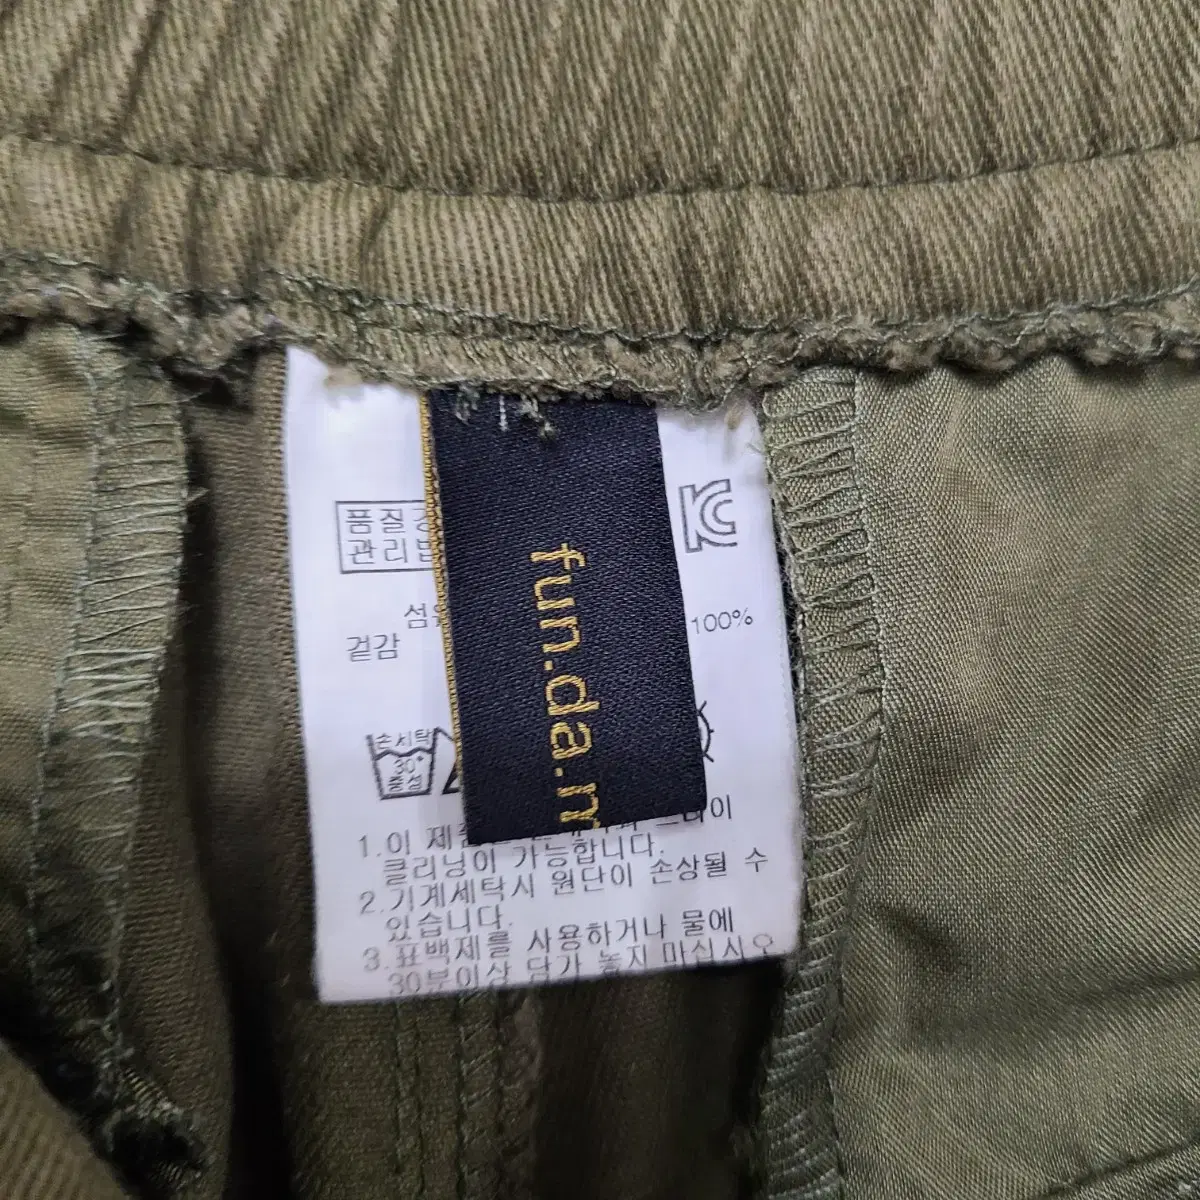 품질
관리법
KC
섬유
100%
겉감
손세탁
30°
중성
fun.da.m
1.이 제품 드라이
클리닝이 가능합니다.
2.기계세탁시 원단이 손상될 수
있습니다.
3.표백제를 사용하거나 물에
30분이상 담가 놓지 마십시오